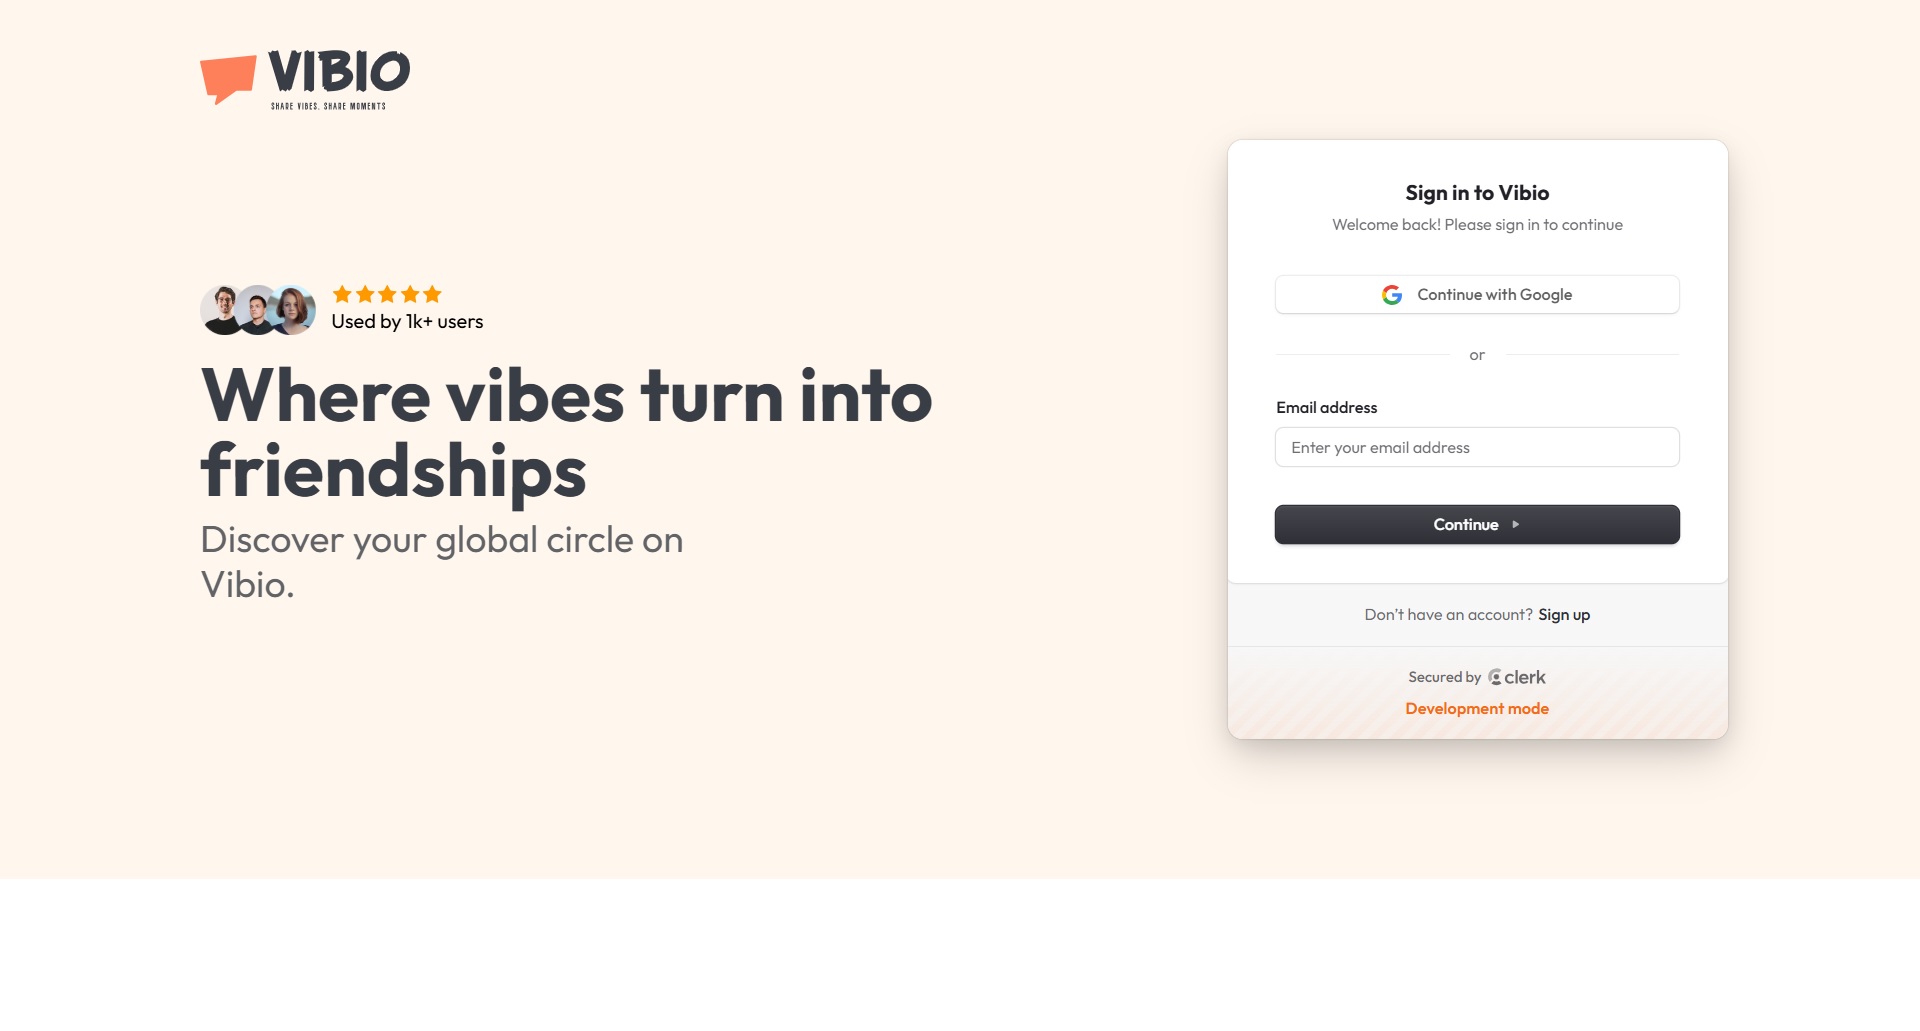 VIBIO
SHARE VIBES. SHARE MOMENTS
Used by 1k+ users
Where vibes turn into
friendships
Discover your global circle on
Vibio.
Sign in to Vibio
Welcome back! Please sign in to continue
Continue with Google
or
Email address
Enter your email address
Continue
Don’t have an account? Sign up
Secured by clerk
Development mode